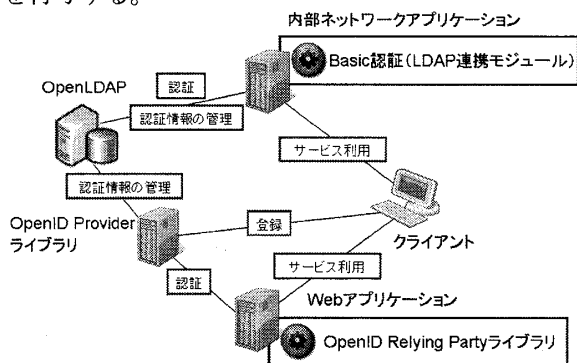 を付与する。
内部ネットワークアプリケーション
Basic認証(LDAP連携モジュール)
OpenLDAP
認証
認証情報の管理
サービス利用
認証情報の管理
OpenID Provider
ライブラリ
登録
クライアント
サービス利用
認証
Webアプリケーション
OpenID Relying Partyライブラリ